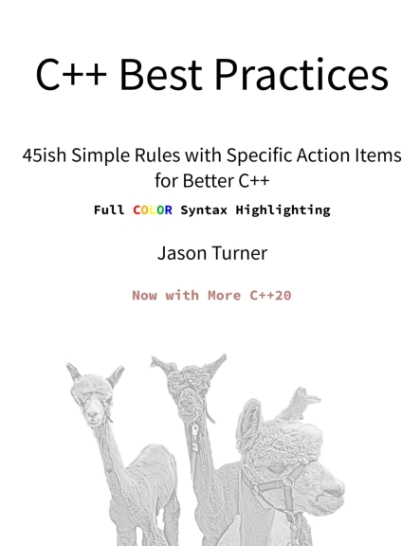 C++ Best Practices
45ish Simple Rules with Specific Action Items
for Better C++
Full COLOR Syntax Highlighting
Jason Turner
Now with More C++20